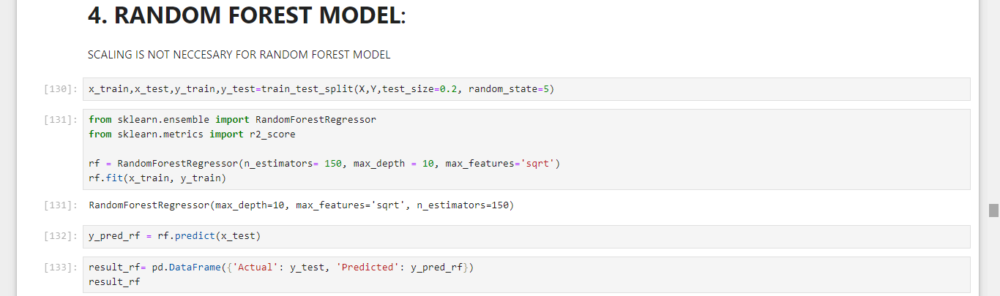 4. RANDOM FOREST MODEL:
SCALING IS NOT NECCESARY FOR RANDOM FOREST MODEL
[130]: x_train,x_test,y_train,y_test=train_test_split(X,Y,test_size=0.2, random_state=5)
[131]: from sklearn.ensemble import RandomForestRegressor
from sklearn.metrics import r2_score
rf = RandomForestRegressor(n_estimators= 150, max_depth = 10, max_features='sqrt')
rf.fit(x_train, y_train)
[131]: RandomForestRegressor(max_depth=10, max_features='sqrt', n_estimators=150)
[132]: y_pred_rf = rf.predict(x_test)
[133]: result_rf= pd.DataFrame({'Actual': y_test, 'Predicted': y_pred_rf})
result_rf